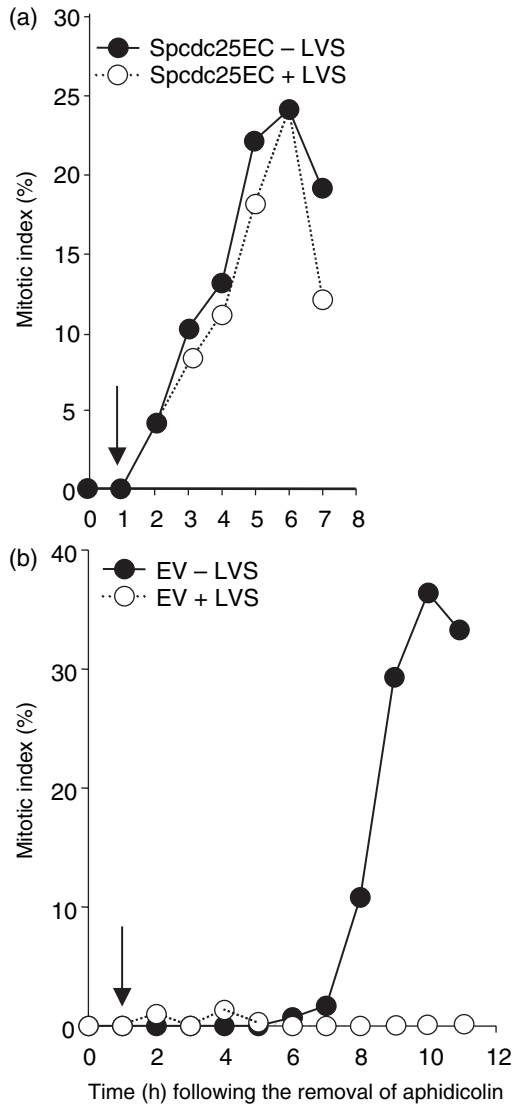 (a)
30
Spcdc25EC – LVS
Spcdc25EC + LVS
25
20
15
10
5
0
Mitotic index (%)
0 1 2 3 4 5 6 7 8
(b)
40
EV – LVS
EV + LVS
30
20
10
0
Mitotic index (%)
0 2 4 6 8 10 12
Time (h) following the removal of aphidicolin